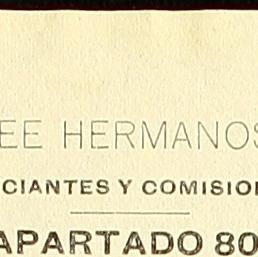 EE HERMANOS
CIANTES Y COMISIO
APARTADO 80